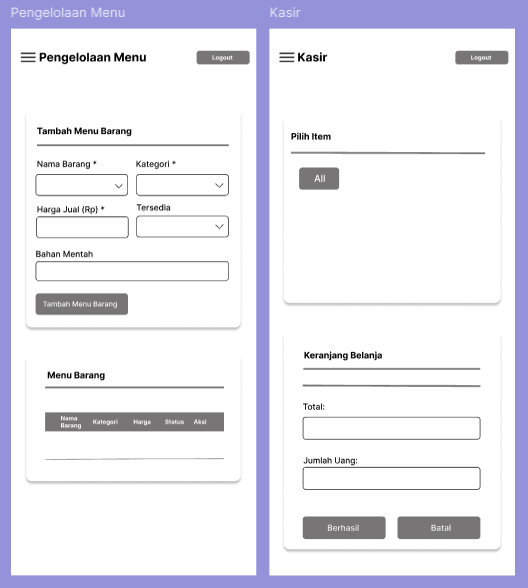 Pengelolaan Menu
Pengelolaan Menu
Logout
Tambah Menu Barang
Nama Barang *
Kategori *
Harga Jual (Rp) *
Tersedia
Bahan Mentah
Tambah Menu Barang
Menu Barang
Nama Barang
Kategori
Harga
Status
Aksi
Kasir
Kasir
Logout
Pilih Item
All
Keranjang Belanja
Total:
Jumlah Uang:
Berhasil
Batal